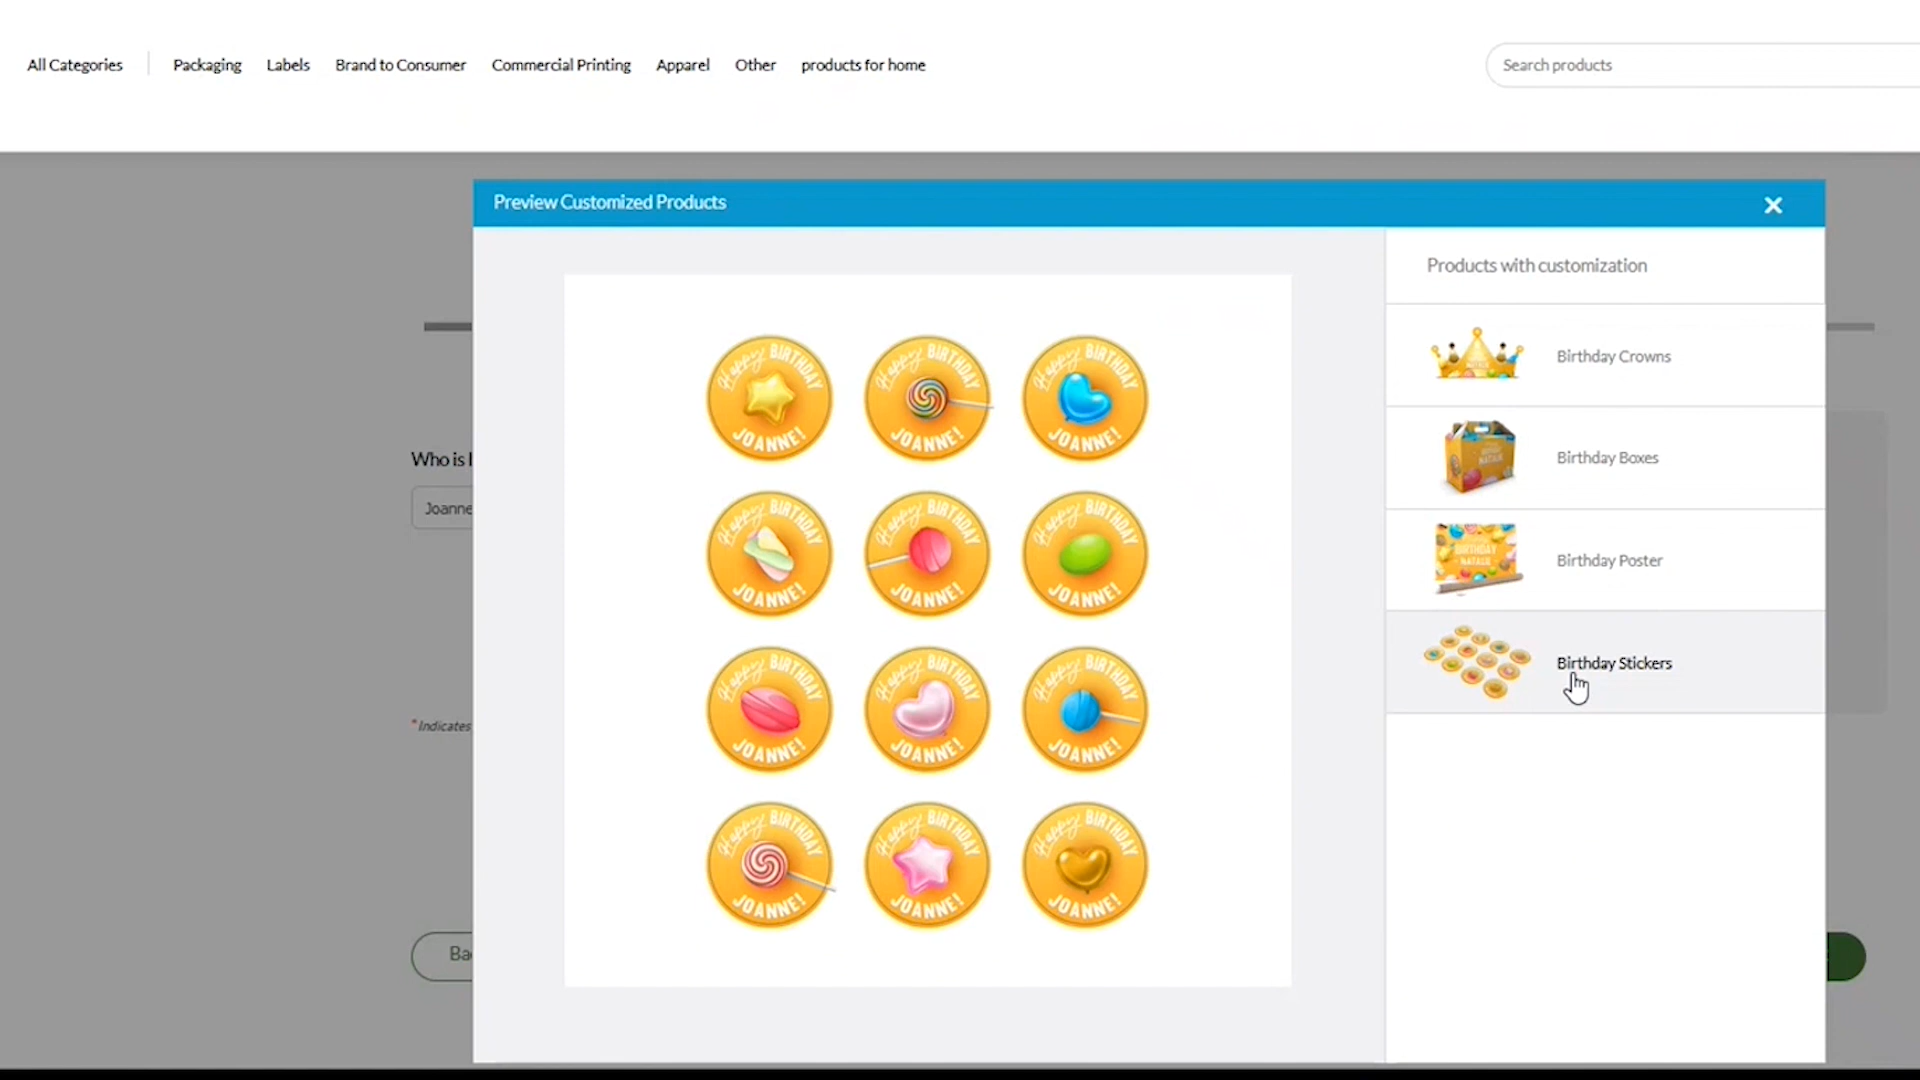 All Categories
Packaging
Labels
Brand to Consumer
Commercial Printing
Apparel
Other
products for home
Search products
Preview Customized Products
Products with customization
Who is
Joanne
*Indicates
Happy BIRTHDAY
JOANNE!
Happy BIRTHDAY
JOANNE!
Happy BIRTHDAY
JOANNE!
Happy BIRTHDAY
JOANNE!
Happy BIRTHDAY
JOANNE!
Happy BIRTHDAY
JOANNE!
Happy BIRTHDAY
JOANNE!
Happy BIRTHDAY
JOANNE!
Happy BIRTHDAY
JOANNE!
Happy BIRTHDAY
JOANNE!
Happy BIRTHDAY
JOANNE!
Happy BIRTHDAY
JOANNE!
Birthday Crowns
Birthday Boxes
NATALIE
BIRTHDAY
NATALIE
Birthday Poster
Birthday Stickers
Ba